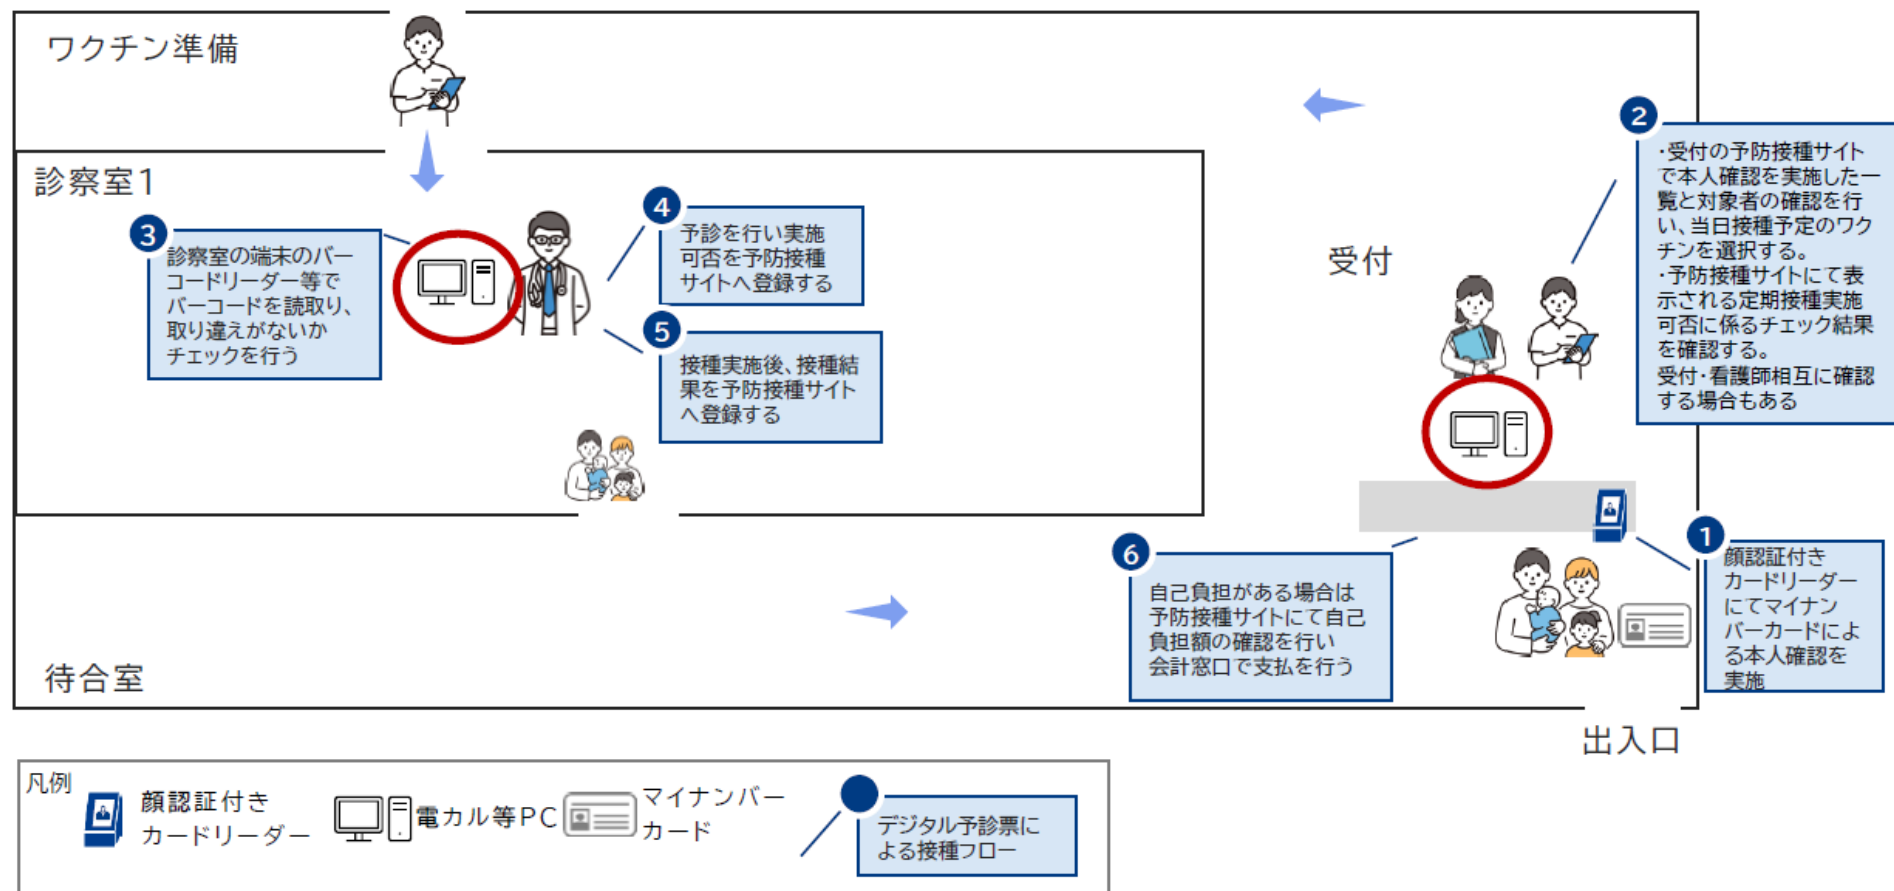 ワクチン準備
診察室1
3
診察室の端末のバー
コードリーダー等で
バーコードを読取り、
取り違えがないか
チェックを行う
4
予診を行い実施
可否を予防接種
サイトへ登録する
5
接種実施後、接種結
果を予防接種サイト
へ登録する
受付
2
・受付の予防接種サイト
で本人確認を実施した一
覧と対象者の確認を行
い、当日接種予定のワク
チンを選択する。
・予防接種サイトにて表
示される定期接種実施
可否に係るチェック結果
を確認する。
受付・看護師相互に確認
する場合もある
1
顔認証付き
カードリーダー
にてマイナン
バーカードによ
る本人確認を
実施
6
自己負担がある場合は
予防接種サイトにて自己
負担額の確認を行い
会計窓口で支払を行う
待合室
出入口
凡例
顔認証付き
カードリーダー
電カル等PC
マイナンバー
カード
デジタル予診票に
よる接種フロー